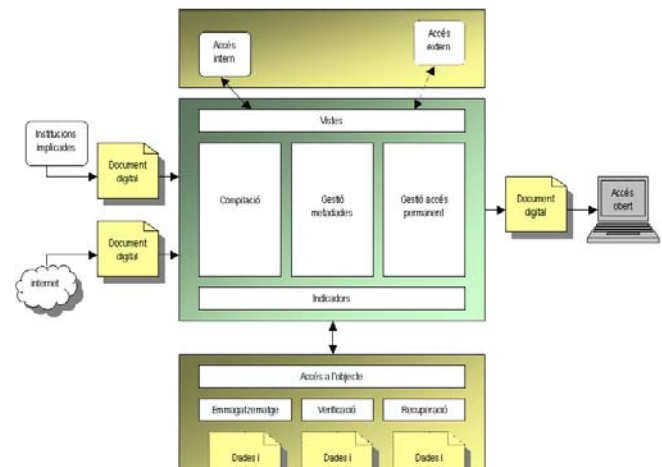 Accés
intern
Accés
extern
Vistes
Institucions
implicades
Document
digital
Compilació
Gestió
metadades
Gestió accés
permanent
Document
digital
Accés
obert
Document
digital
internet
Indicadors
Accés a l'objecte
Emmagatzematge
Verificació
Recuperació
Dades i
Dades i
Dades i